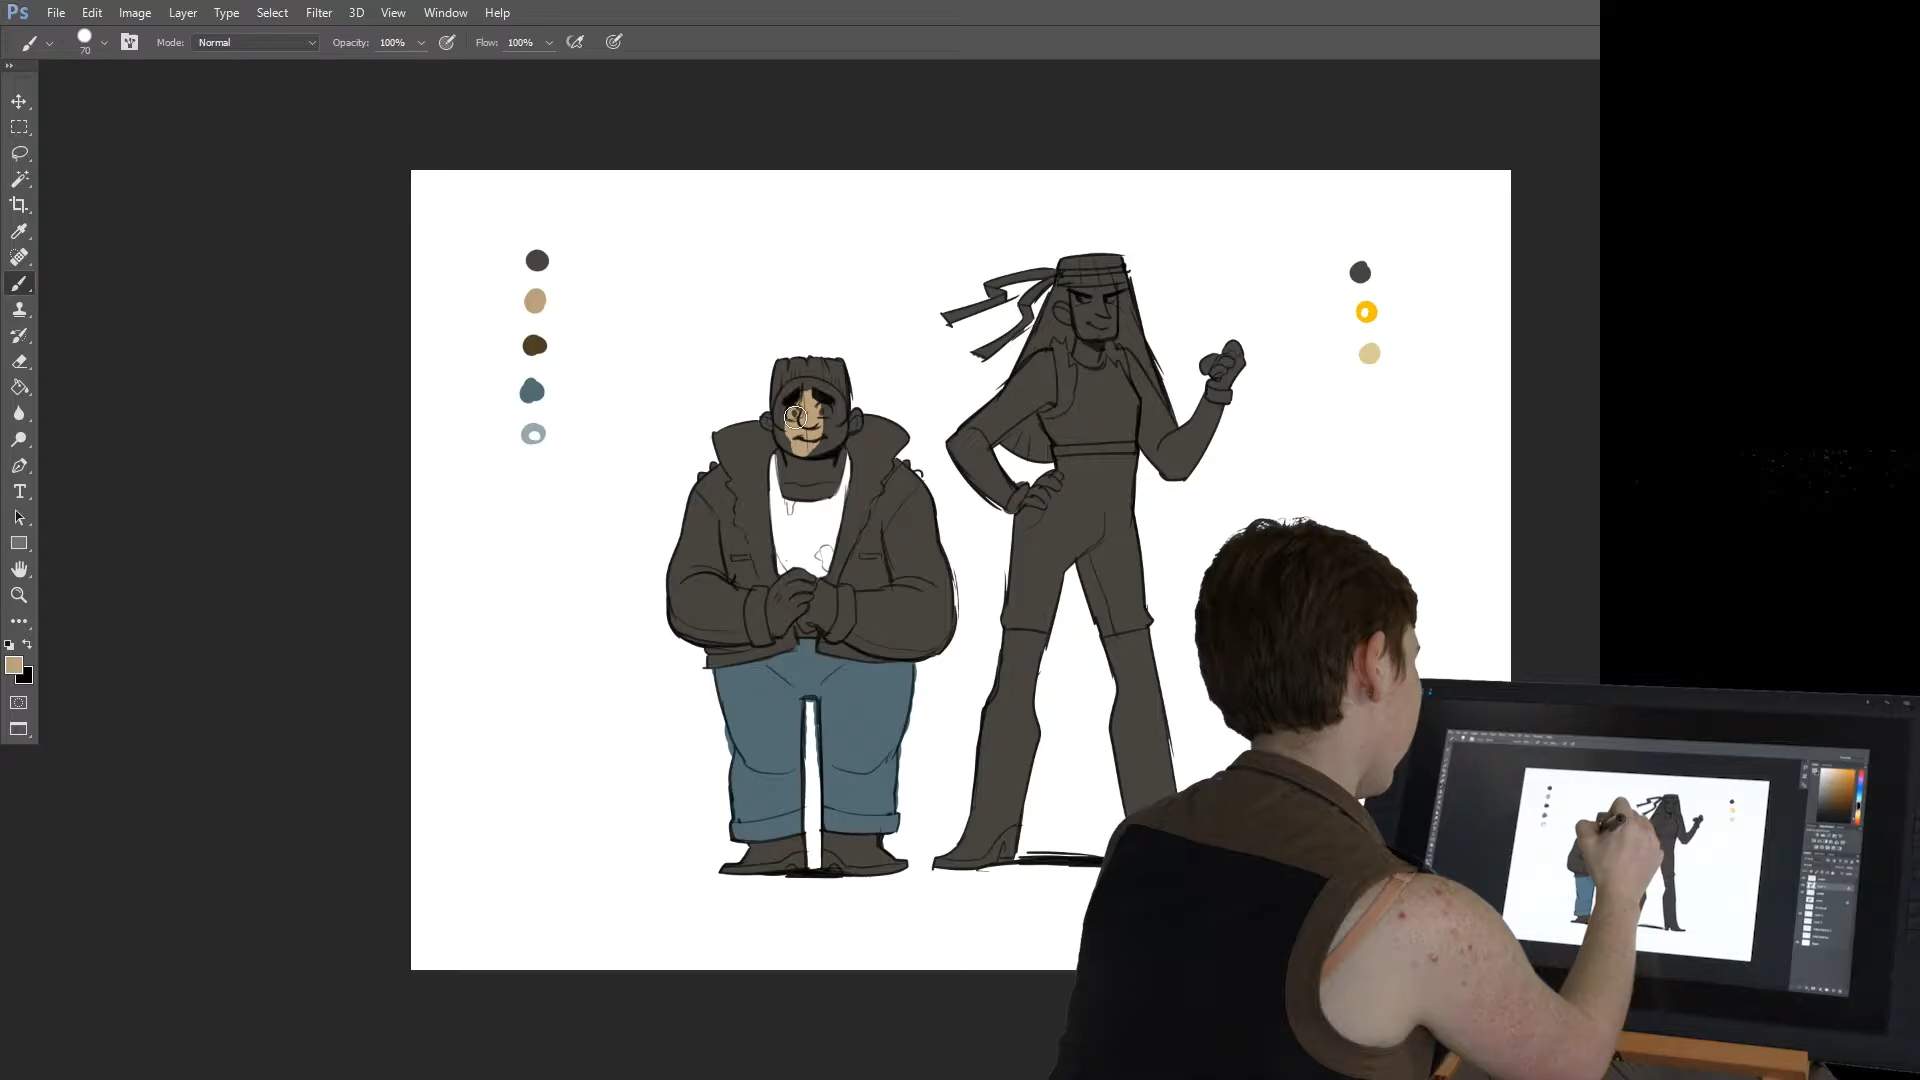 Ps File Edit Image Layer Type Select Filter 3D View Window Help
70 Mode: Normal Opacity: 100% Flow: 100%